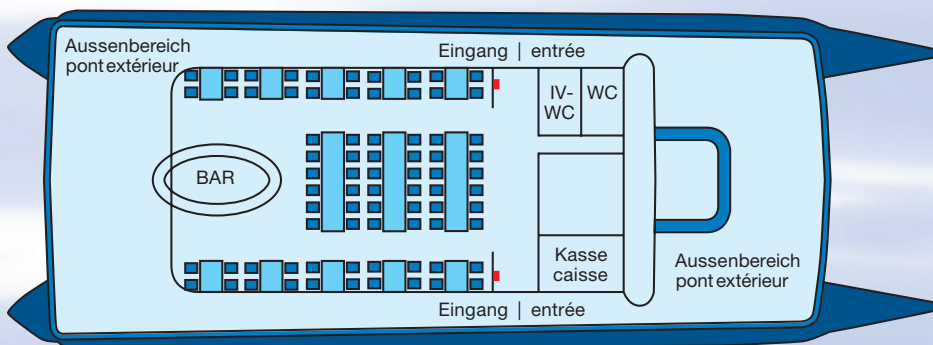 Aussenbereich
pont extérieur
Eingang | entrée
IV-
WC
WC
BAR
Kasse
caisse
Aussenbereich
pont extérieur
Eingang | entrée